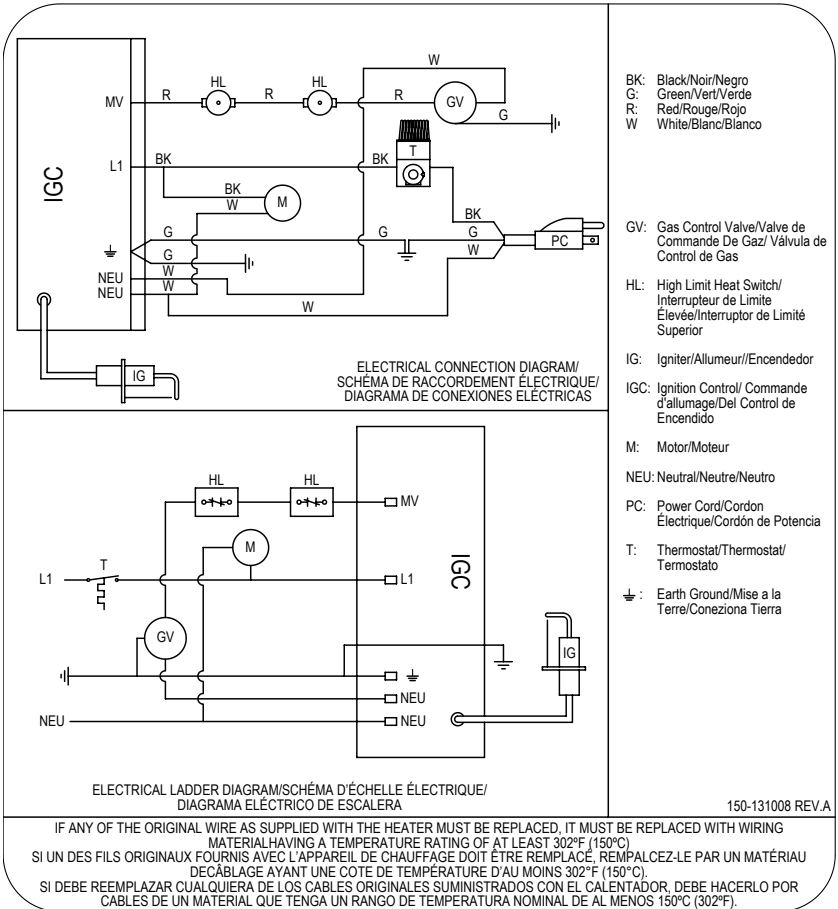 W
HL
HL
MV
R
R
R
GV
G
L1
BK
BK
T
IGC
BK
W
M
BK
G
G
G
PC
G
W
W
NEU
W
NEU
W
IG
ELECTRICAL CONNECTION DIAGRAM/
SCHÉMA DE RACCORDEMENT ÉLECTRIQUE/
DIAGRAMA DE CONEXIONES ELÉCTRICAS
HL
HL
MV
M
IGC
L1
T
L1
GV
IG
NEU
NEU
NEU
ELECTRICAL LADDER DIAGRAM/SCHÉMA D'ÉCHELLE ÉLECTRIQUE/
DIAGRAMA ELÉCTRICO DE ESCALERA
BK: Black/Noir/Negro
G: Green/Vert/Verde
R: Red/Rouge/Rojo
W White/Blanc/Blanco
GV: Gas Control Valve/Valve de
Commande De Gaz/ Válvula de
Control de Gas
HL: High Limit Heat Switch/
Interrupteur de Limite
Élevée/Interruptor de Limité
Superior
IG: Igniter/Allumeur//Encendedor
IGC: Ignition Control/ Commande
d'allumage/Del Control de
Encendido
M: Motor/Moteur
NEU: Neutral/Neutre/Neutro
PC: Power Cord/Cordon
Électrique/Cordón de Potencia
T: Thermostat/Thermostat/
Termostato
⏚ : Earth Ground/Mise a la
Terre/Coneziona Tierra
150-131008 REV.A
IF ANY OF THE ORIGINAL WIRE AS SUPPLIED WITH THE HEATER MUST BE REPLACED, IT MUST BE REPLACED WITH WIRING
MATERIALHAVING A TEMPERATURE RATING OF AT LEAST 302ºF (150ºC)
SI UN DES FILS ORIGINAUX FOURNIS AVEC L'APPAREIL DE CHAUFFAGE DOIT ÊTRE REMPLACÉ, REMPALCEZ-LE PAR UN MATÉRIAU
DECÂBLAGE AYANT UNE COTE DE TEMPÉRATURE D'AU MOINS 302°F (150°C).
SI DEBE REEMPLAZAR CUALQUIERA DE LOS CABLES ORIGINALES SUMINISTRADOS CON EL CALENTADOR, DEBE HACERLO POR
CABLES DE UN MATERIAL QUE TENGA UN RANGO DE TEMPERATURA NOMINAL DE AL MENOS 150ºC (302ºF).